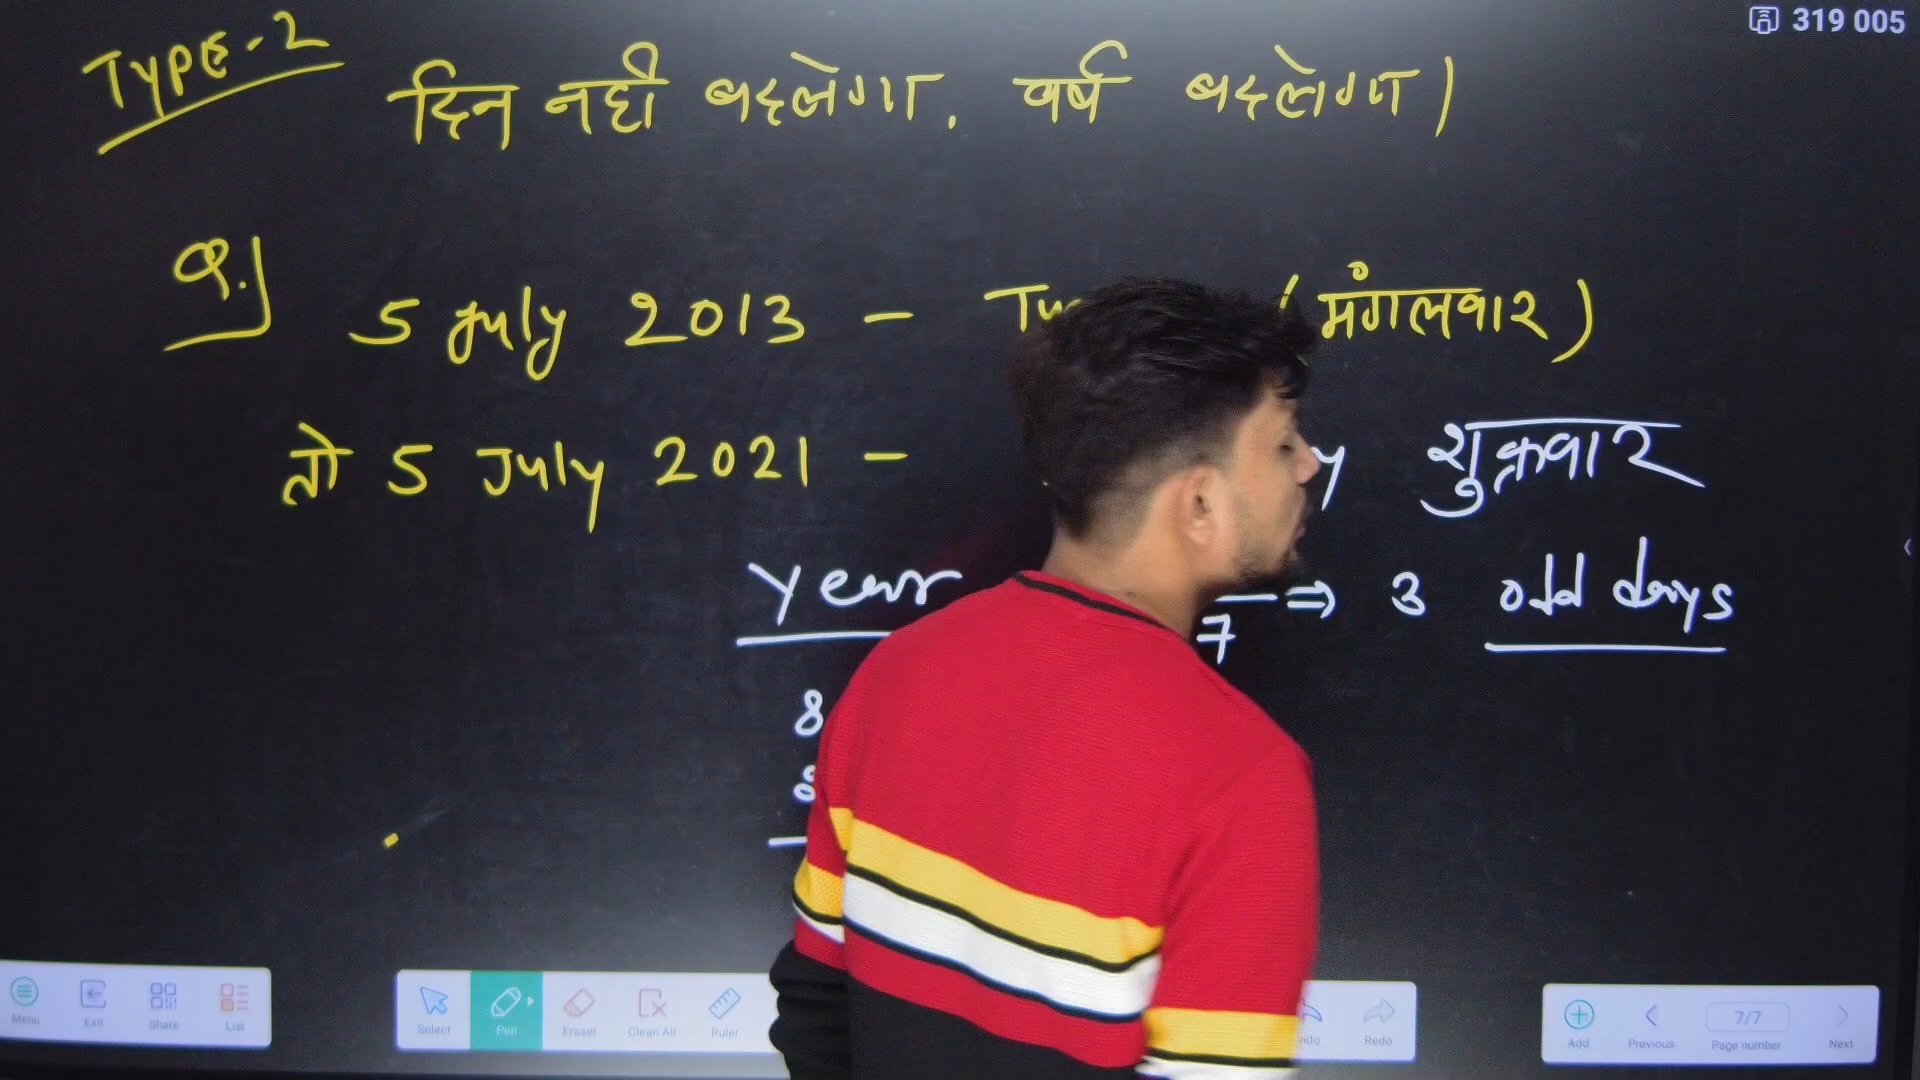 319 005
Type-2 दिन नही बदलेगा, वर्ष बदलेगा।
Q. 5 July 2013 - (मंगलवार)
तो 5 July 2021 - शुक्रवार
Year 7 ⇒ 3 odd days
8
Menu Exit Share List Select Pen Eraser Clean All Ruler Redo Add Previous 7/7 Page number Next